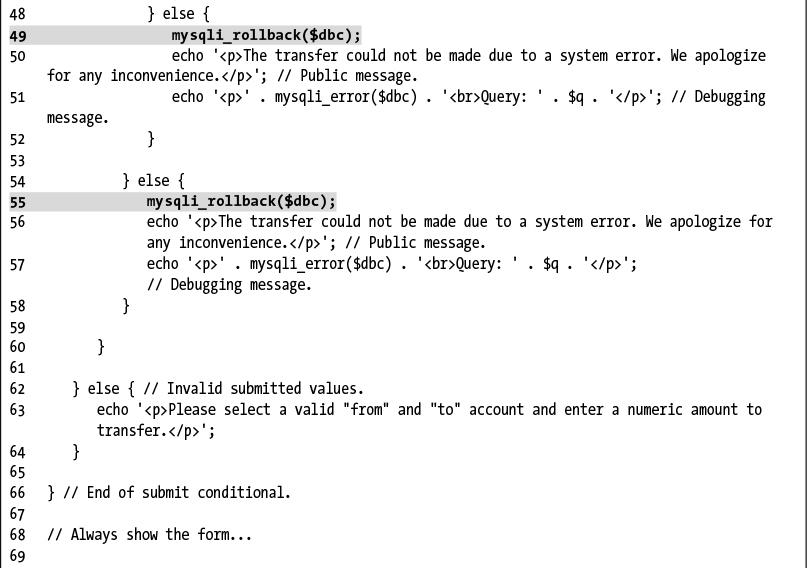 48 } else {
49 mysqli_rollback($dbc);
50 echo '<p>The transfer could not be made due to a system error. We apologize
for any inconvenience.</p>'; // Public message.
51 echo '<p>' . mysqli_error($dbc) . '<br>Query: ' . $q . '</p>'; // Debugging
message.
52 }
53
54 } else {
55 mysqli_rollback($dbc);
56 echo '<p>The transfer could not be made due to a system error. We apologize for
any inconvenience.</p>'; // Public message.
57 echo '<p>' . mysqli_error($dbc) . '<br>Query: ' . $q . '</p>';
// Debugging message.
58 }
59
60 }
61
62 } else { // Invalid submitted values.
63 echo '<p>Please select a valid "from" and "to" account and enter a numeric amount to
transfer.</p>';
64 }
65
66 } // End of submit conditional.
67
68 // Always show the form...
69